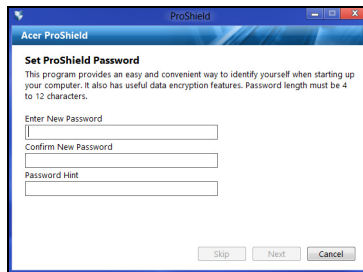 ProShield
Acer ProShield
Set ProShield Password
This program provides an easy and convenient way to identify yourself when starting up
your computer. It also has useful data encryption features. Password length must be 4
to 12 characters.
Enter New Password
Confirm New Password
Password Hint
Skip Next Cancel